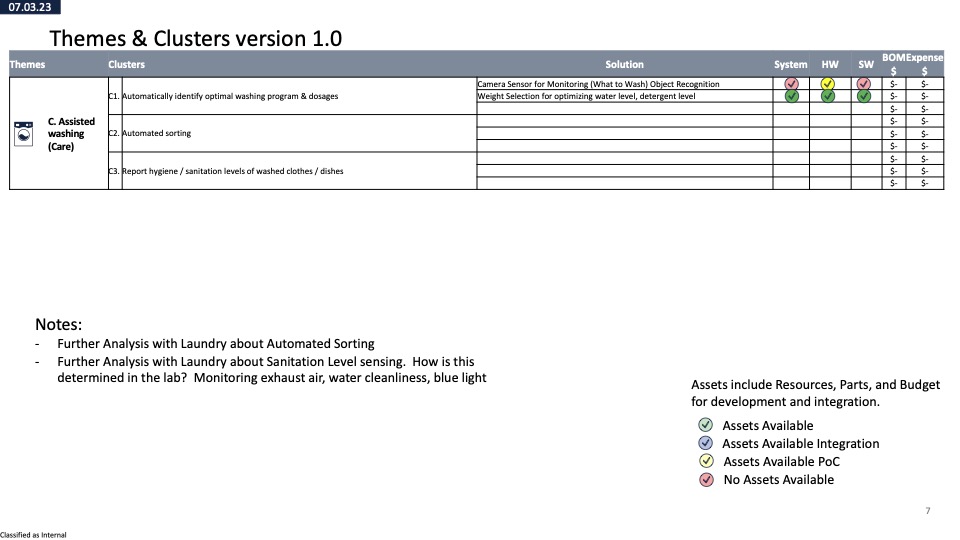 07.03.23
Themes & Clusters version 1.0
Themes Clusters Solution System HW SW BOM $ Expense $
C. Assisted washing (Care)
C1. Automatically identify optimal washing program & dosages
Camera Sensor for Monitoring (What to Wash) Object Recognition $- $-
Weight Selection for optimizing water level, detergent level $- $-
$- $-
C2. Automated sorting
$- $-
$- $-
$- $-
C3. Report hygiene / sanitation levels of washed clothes / dishes
$- $-
$- $-
$- $-
Notes:
- Further Analysis with Laundry about Automated Sorting
- Further Analysis with Laundry about Sanitation Level sensing. How is this
determined in the lab? Monitoring exhaust air, water cleanliness, blue light
Assets include Resources, Parts, and Budget
for development and integration.
Assets Available
Assets Available Integration
Assets Available PoC
No Assets Available
7
Classified as Internal